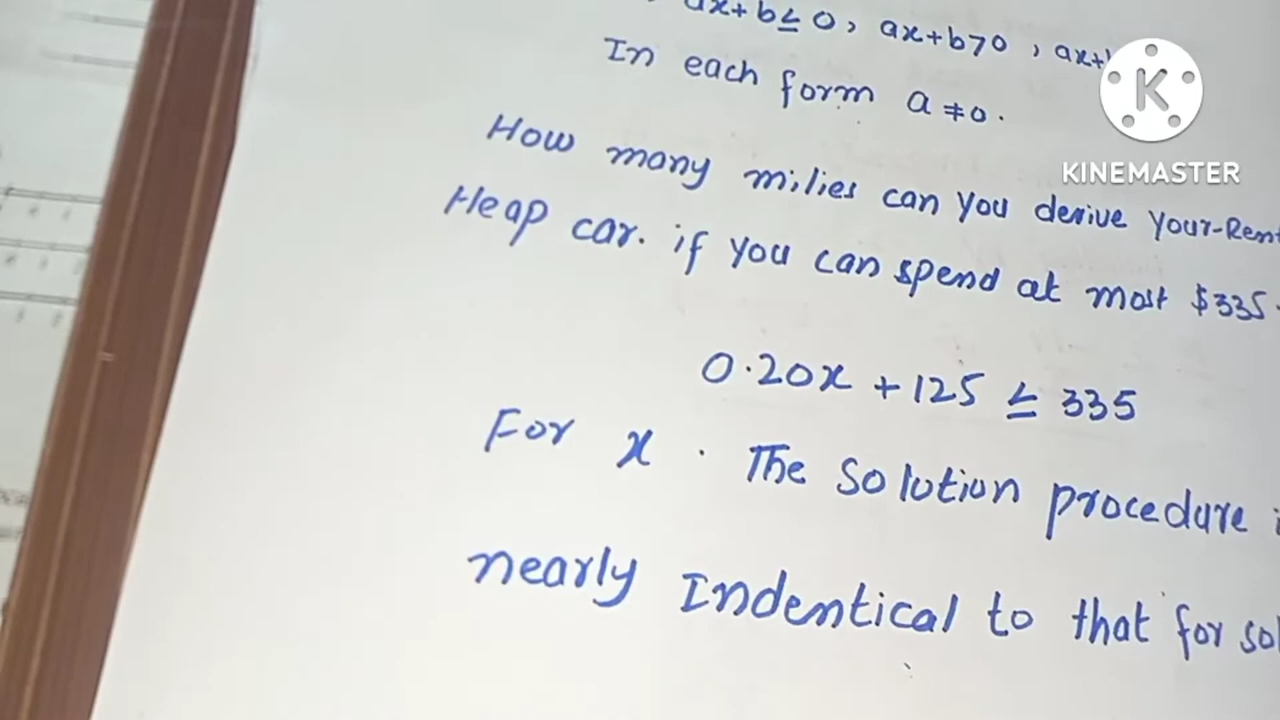 ax+b≤0, ax+b>0, ax+
In each form a≠0.
How many milies can you derive your-Rent
Heap car. if you can spend at most $335.
0.20x + 125 ≤ 335
For x. The solution procedure i
nearly Indentical to that for sol
K
KINEMASTER